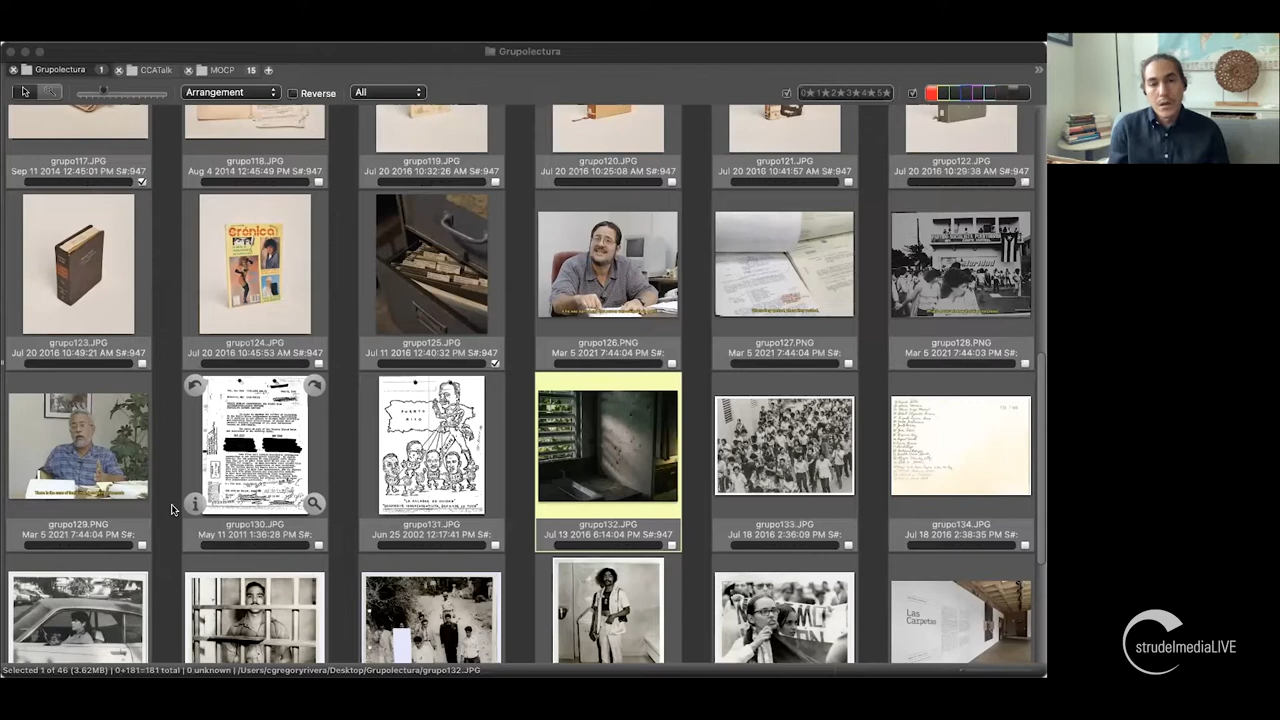 Grupolectura
Grupolectura 1 CCATalk MOCP 15
Arrangement Reverse All
grupo117.JPG grupo118.JPG grupo119.JPG grupo120.JPG grupo121.JPG grupo122.JPG
Sep 11 2014 12:45:01 PM S#:947 Aug 4 2014 12:45:49 PM S#:947 Jul 20 2016 10:32:26 AM S#:947 Jul 20 2016 10:25:08 AM S#:947 Jul 20 2016 10:41:57 AM S#:947 Jul 20 2016 10:29:38 AM S#:947
Crónica
grupo123.JPG grupo124.JPG grupo125.JPG grupo126.PNG grupo127.PNG grupo128.PNG
Jul 20 2016 10:49:21 AM S#:947 Jul 20 2016 10:45:53 AM S#:947 Jul 11 2016 12:40:32 PM S#:947 Mar 5 2021 7:44:04 PM S#: Mar 5 2021 7:44:04 PM S#: Mar 5 2021 7:44:03 PM S#:
PUERTO
RICO
grupo129.PNG grupo130.JPG grupo131.JPG grupo132.JPG grupo133.JPG grupo134.JPG
Mar 5 2021 7:44:04 PM S#: May 11 2011 1:36:28 PM S#: Jun 25 2002 12:17:41 PM S#: Jul 13 2016 6:14:04 PM S#:947 Jul 18 2016 2:36:09 PM S#: Jul 18 2016 2:38:35 PM S#:
Las
Carpetas
Selected 1 of 46 (3.62MB) | 0+181=181 total | 0 unknown | /Users/cgregoryrivera/Desktop/Grupolectura/grupo132.JPG
strudelmediaLIVE